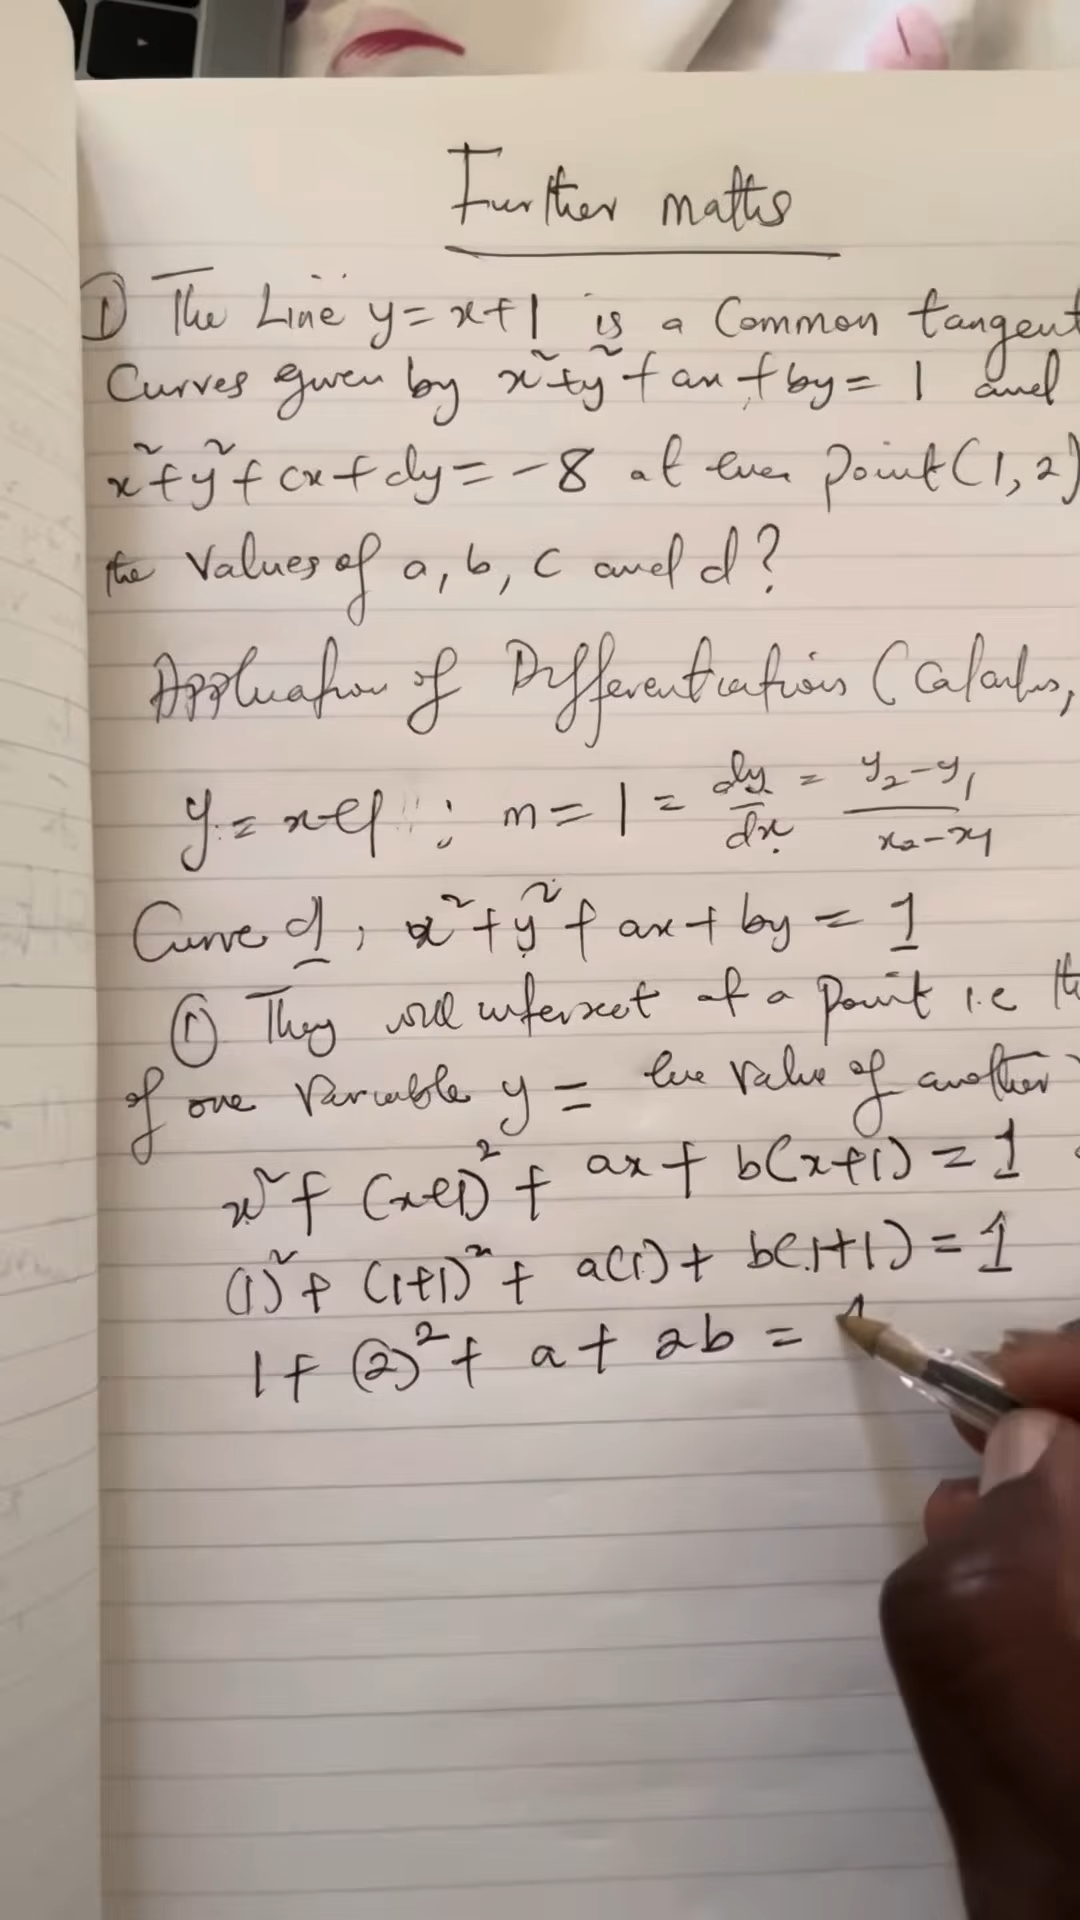 Further maths
① The Line y = x+1 is a Common tangent
Curves given by x²+y²+ax+by = 1 and
x²+y²+cx+dy = -8 at even point (1,2)
the values of a, b, c and d?
Application of Differentiation (Calculus,
y = x+1 ; m = 1 = dy/dx = y₂-y₁/x₂-x₁
Curve 1, x²+y²+ax+by = 1
① They will intersect at a point i.e th
of one variable y = the value of another
x²+(x+1)²+ax+b(x+1) = 1
(1)²+(1+1)²+a(1)+b(1+1) = 1
1+(2)²+a+2b = 1